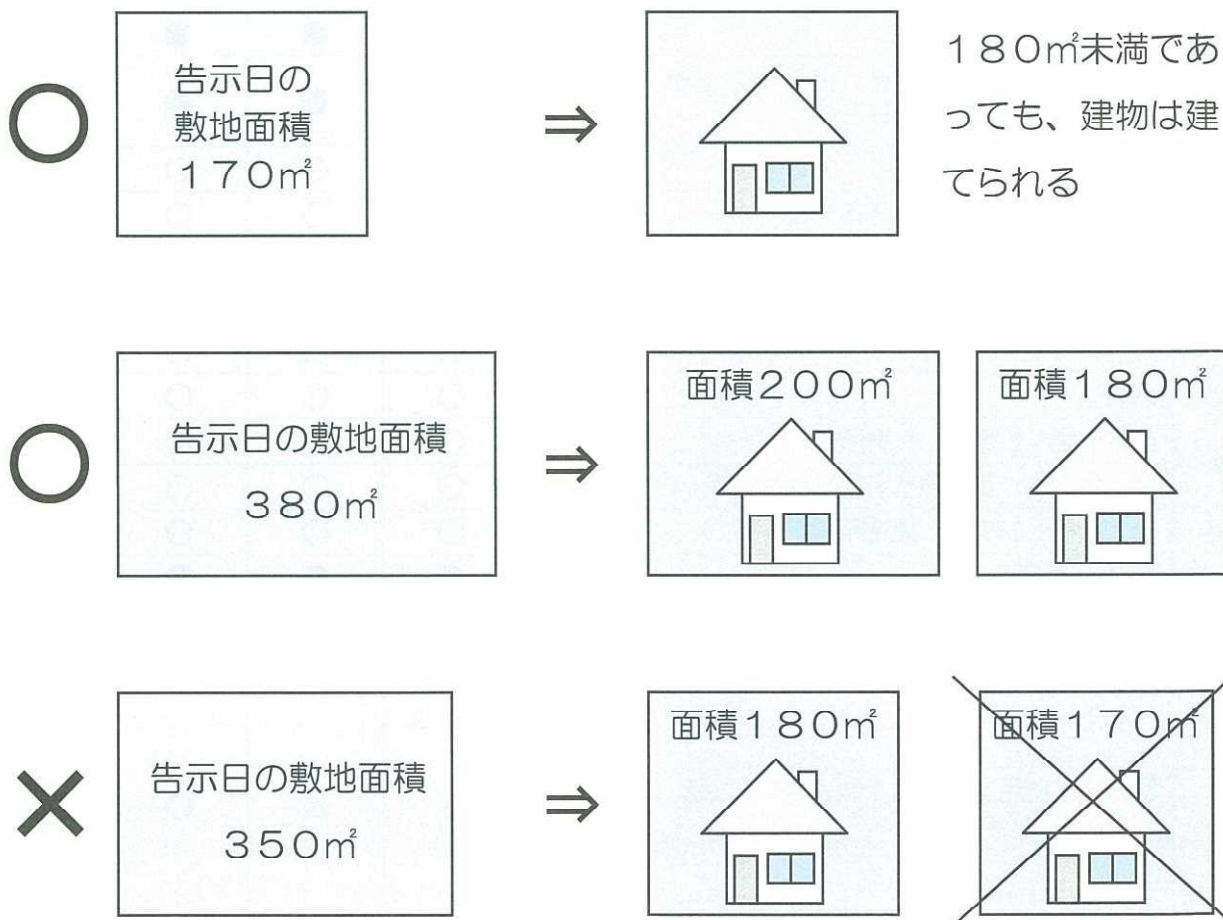 ○
告示日の
敷地面積
170㎡
⇒
180㎡未満であ
っても、建物は建
てられる
○
告示日の敷地面積
380㎡
⇒
面積200㎡
面積180㎡
×
告示日の敷地面積
350㎡
⇒
面積180㎡
面積170㎡